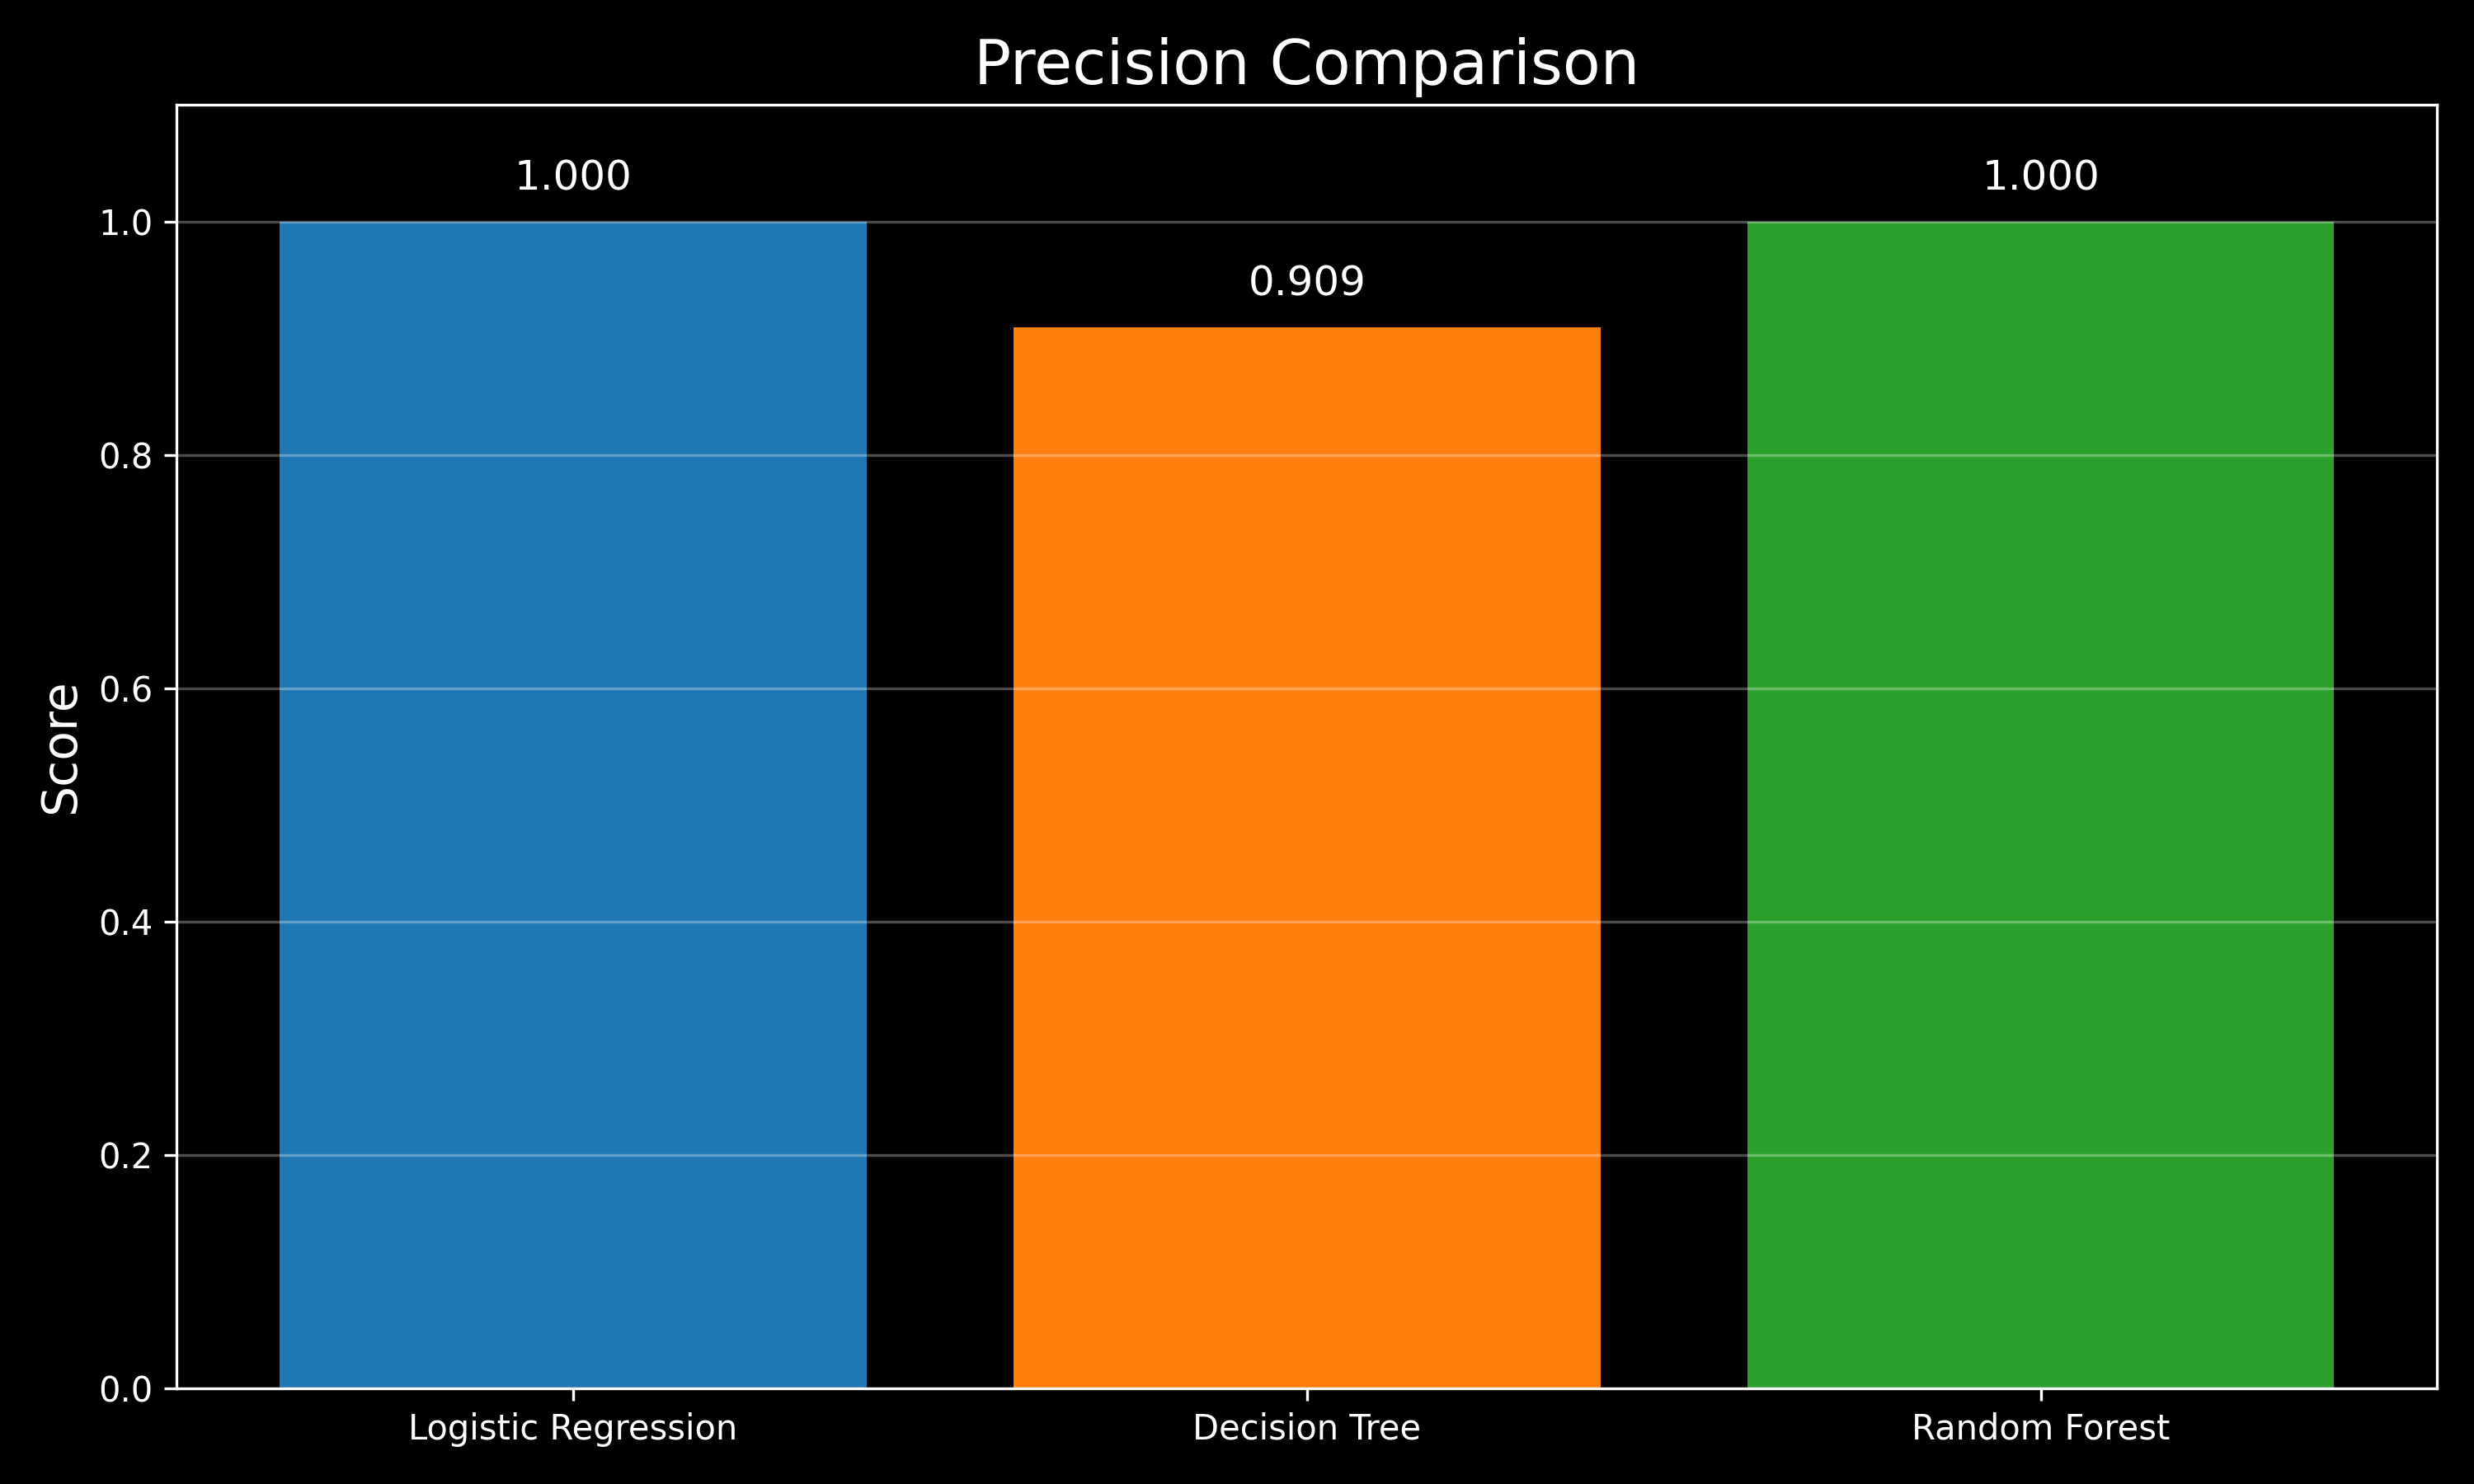 Precision Comparison
1.000
0.909
1.000
1.0
0.8
0.6
0.4
0.2
0.0
Score
Logistic Regression
Decision Tree
Random Forest